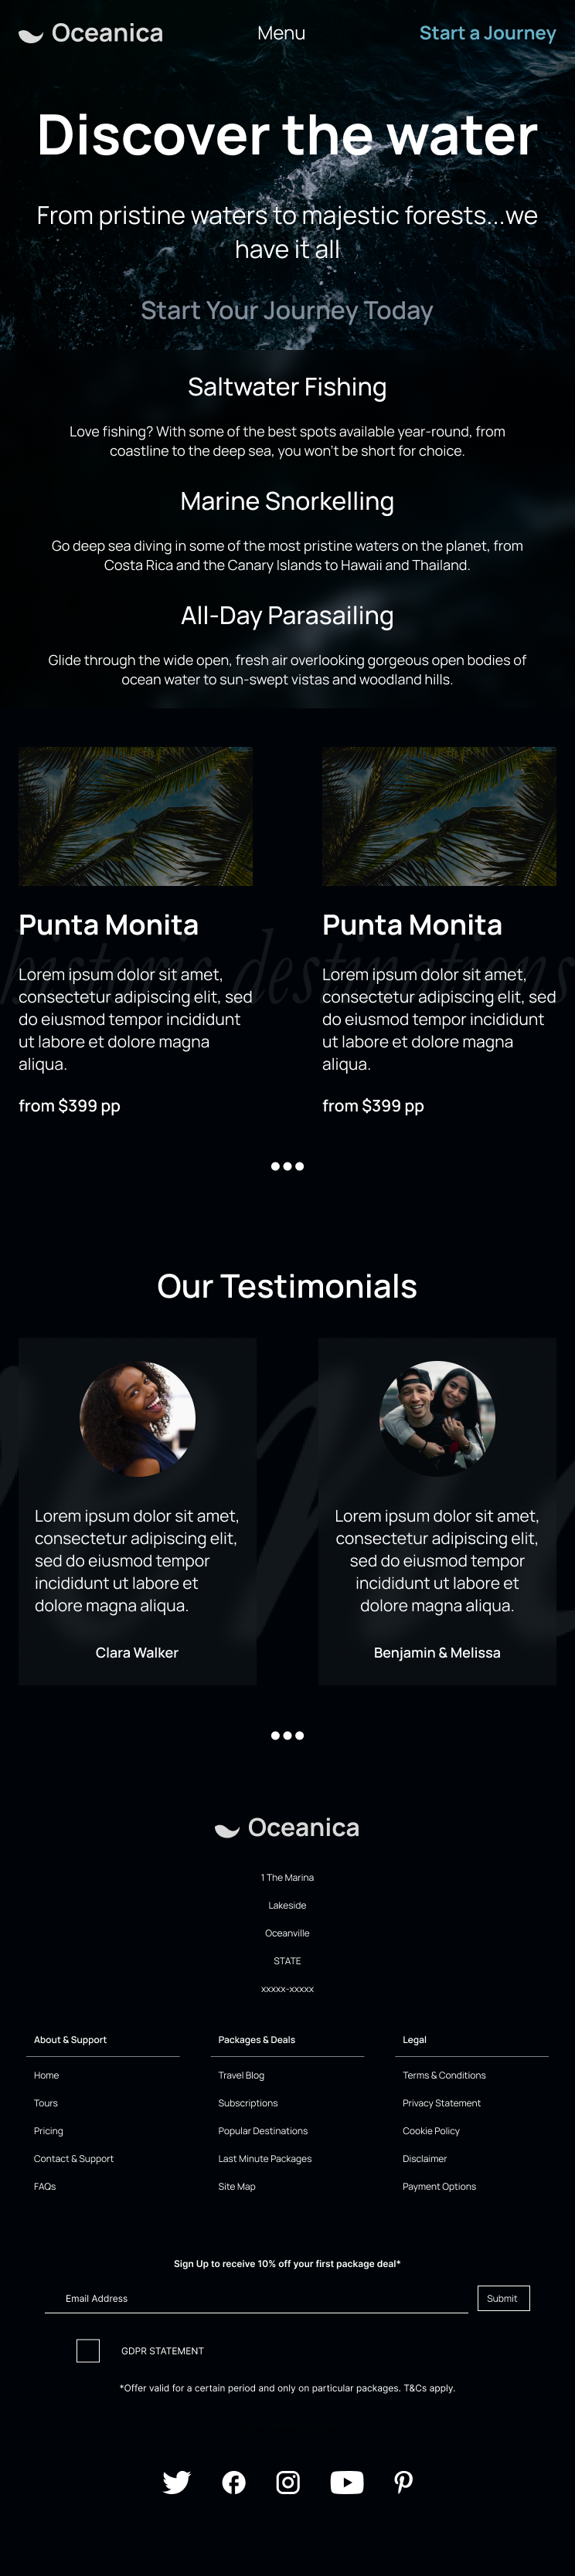 Oceanica
Menu
Start a Journey
Discover the water
From pristine waters to majestic forests...we
have it all
Start Your Journey Today
Saltwater Fishing
Love fishing? With some of the best spots available year-round, from
coastline to the deep sea, you won't be short for choice.
Marine Snorkelling
Go deep sea diving in some of the most pristine waters on the planet, from
Costa Rica and the Canary Islands to Hawaii and Thailand.
All-Day Parasailing
Glide through the wide open, fresh air overlooking gorgeous open bodies of
ocean water to sun-swept vistas and woodland hills.
historic destinations
Punta Monita
Lorem ipsum dolor sit amet,
consectetur adipiscing elit, sed
do eiusmod tempor incididunt
ut labore et dolore magna
aliqua.
from $399 pp
Punta Monita
Lorem ipsum dolor sit amet,
consectetur adipiscing elit, sed
do eiusmod tempor incididunt
ut labore et dolore magna
aliqua.
from $399 pp
Our Testimonials
Lorem ipsum dolor sit amet,
consectetur adipiscing elit,
sed do eiusmod tempor
incididunt ut labore et
dolore magna aliqua.
Clara Walker
Lorem ipsum dolor sit amet,
consectetur adipiscing elit,
sed do eiusmod tempor
incididunt ut labore et
dolore magna aliqua.
Benjamin & Melissa
Oceanica
1 The Marina
Lakeside
Oceanville
STATE
xxxxx-xxxxx
About & Support
Home
Tours
Pricing
Contact & Support
FAQs
Packages & Deals
Travel Blog
Subscriptions
Popular Destinations
Last Minute Packages
Site Map
Legal
Terms & Conditions
Privacy Statement
Cookie Policy
Disclaimer
Payment Options
Sign Up to receive 10% off your first package deal*
Email Address
Submit
GDPR STATEMENT
*Offer valid for a certain period and only on particular packages. T&Cs apply.